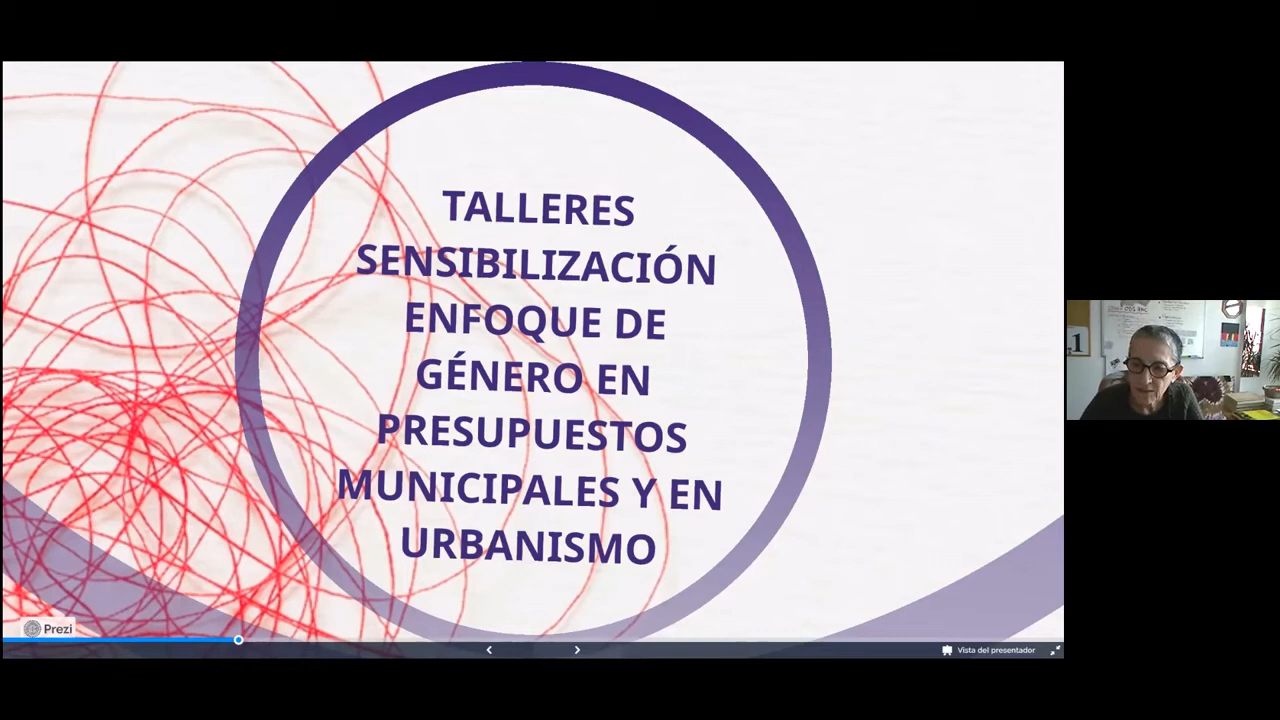 TALLERES
SENSIBILIZACIÓN
ENFOQUE DE
GÉNERO EN
PRESUPUESTOS
MUNICIPALES Y EN
URBANISMO
Prezi
Vista del presentador